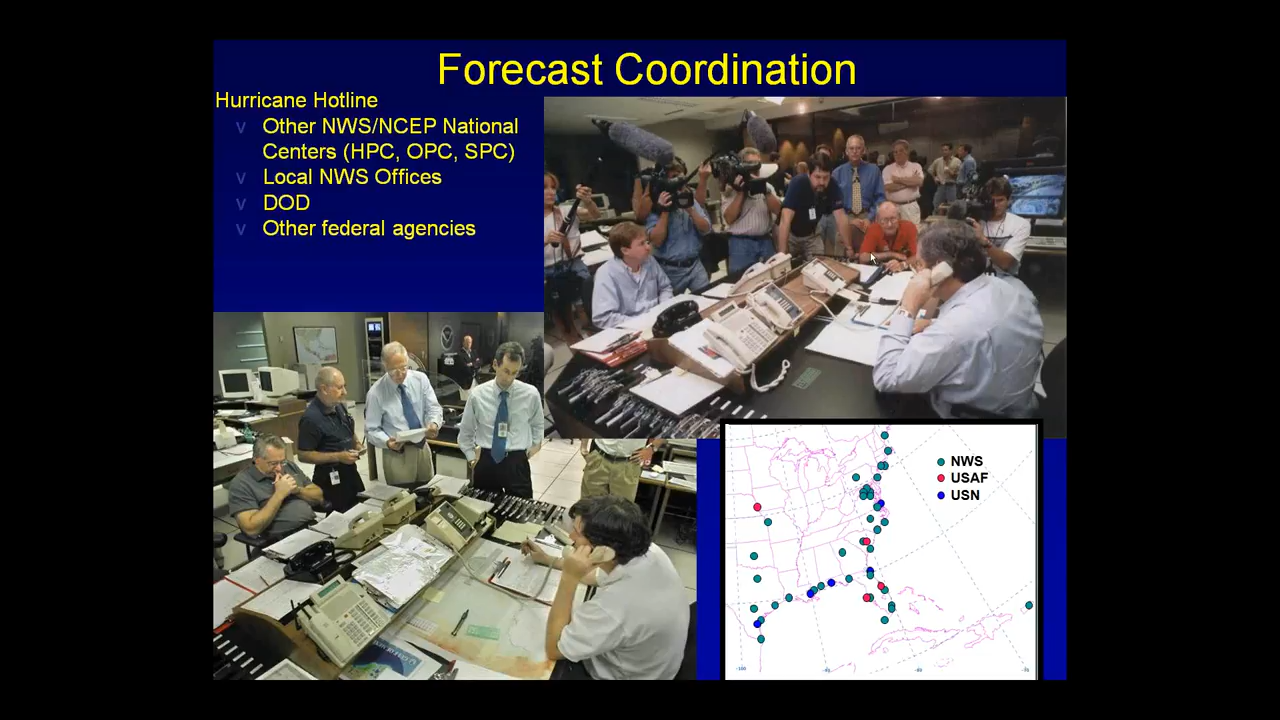 Forecast Coordination
Hurricane Hotline
v Other NWS/NCEP National
Centers (HPC, OPC, SPC)
v Local NWS Offices
v DOD
v Other federal agencies
NWS
USAF
USN